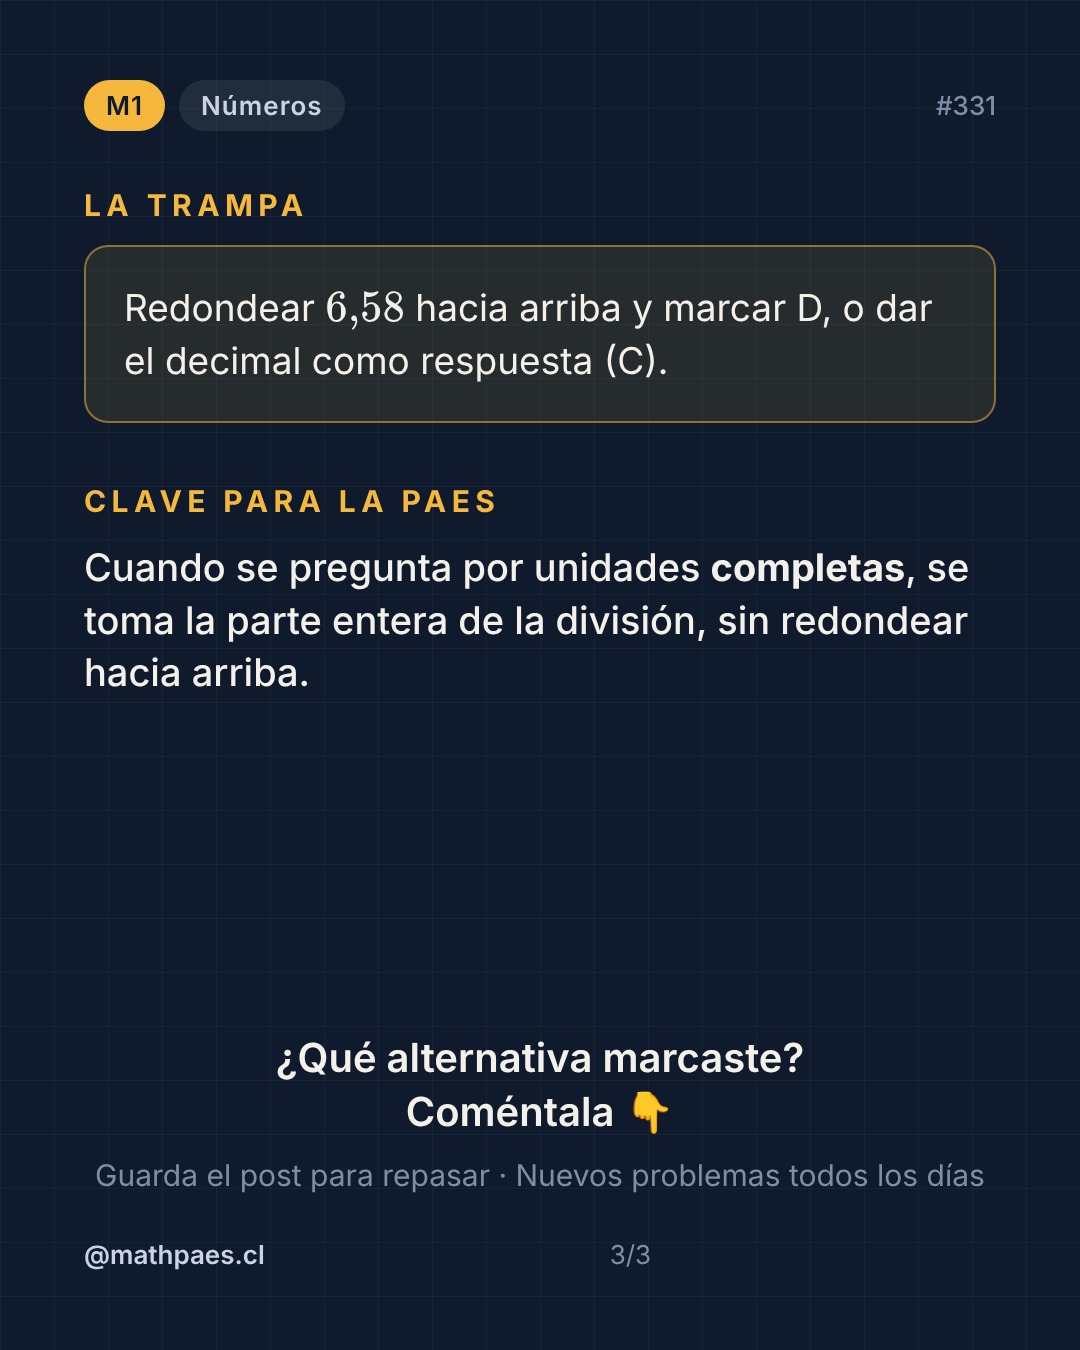 M1 Números #331
LA TRAMPA
Redondear 6,58 hacia arriba y marcar D, o dar
el decimal como respuesta (C).
CLAVE PARA LA PAES
Cuando se pregunta por unidades completas, se
toma la parte entera de la división, sin redondear
hacia arriba.
¿Qué alternativa marcaste?
Coméntala 👇
Guarda el post para repasar · Nuevos problemas todos los días
@mathpaes.cl 3/3